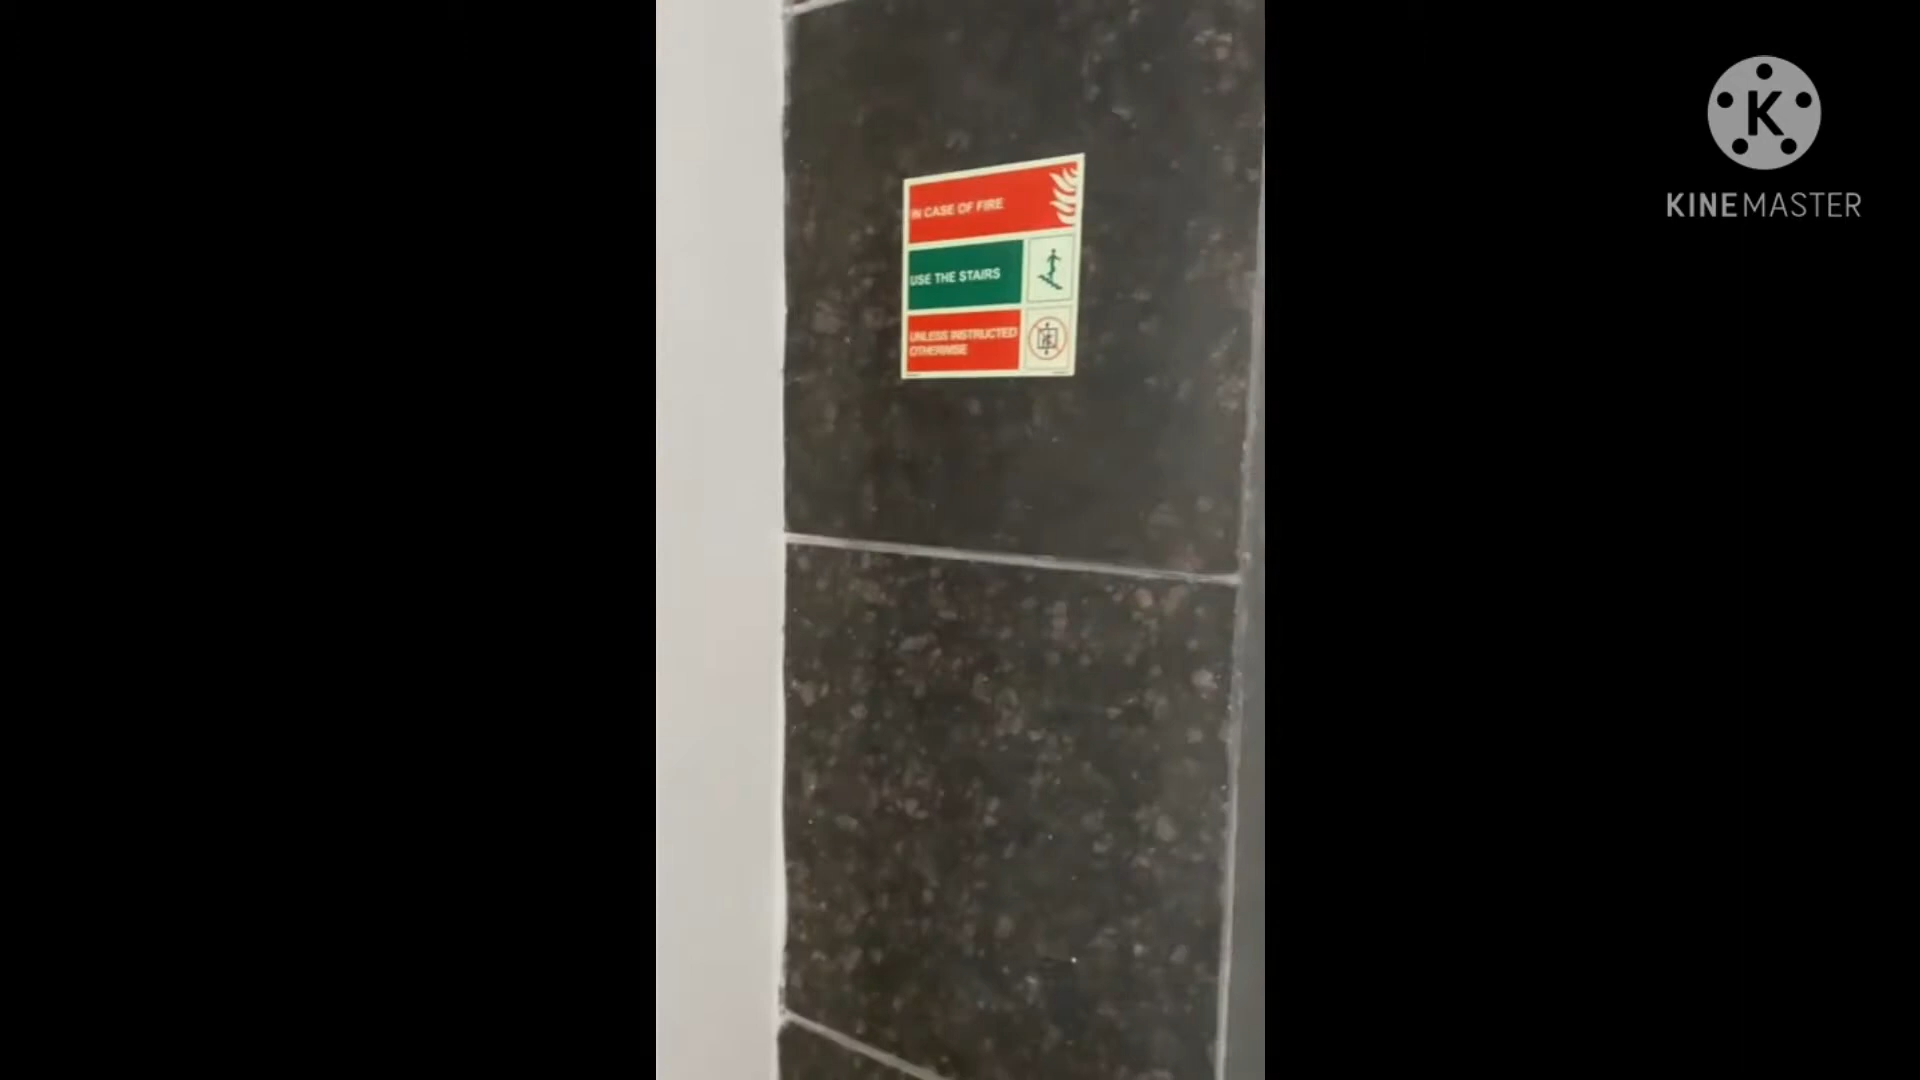 IN CASE OF FIRE
USE THE STAIRS
UNLESS INSTRUCTED
OTHERWISE
K
KINEMASTER